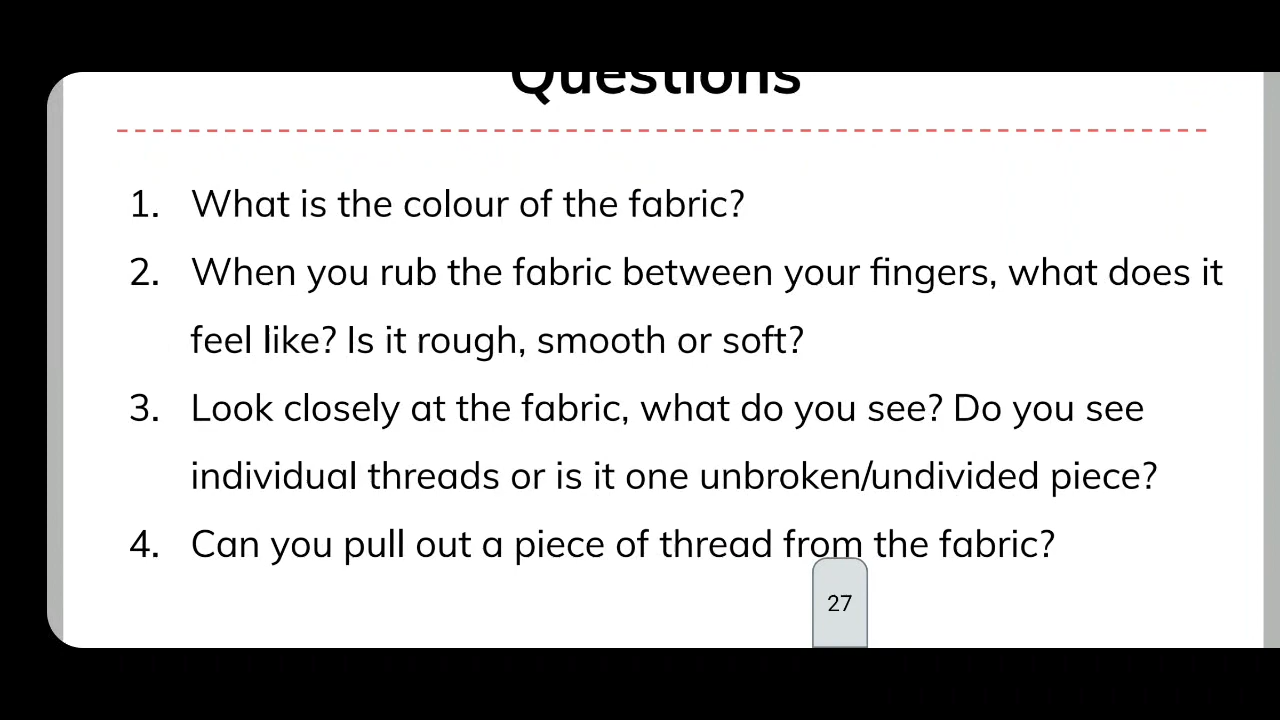 Questions
1. What is the colour of the fabric?
2. When you rub the fabric between your fingers, what does it
feel like? Is it rough, smooth or soft?
3. Look closely at the fabric, what do you see? Do you see
individual threads or is it one unbroken/undivided piece?
4. Can you pull out a piece of thread from the fabric?
27